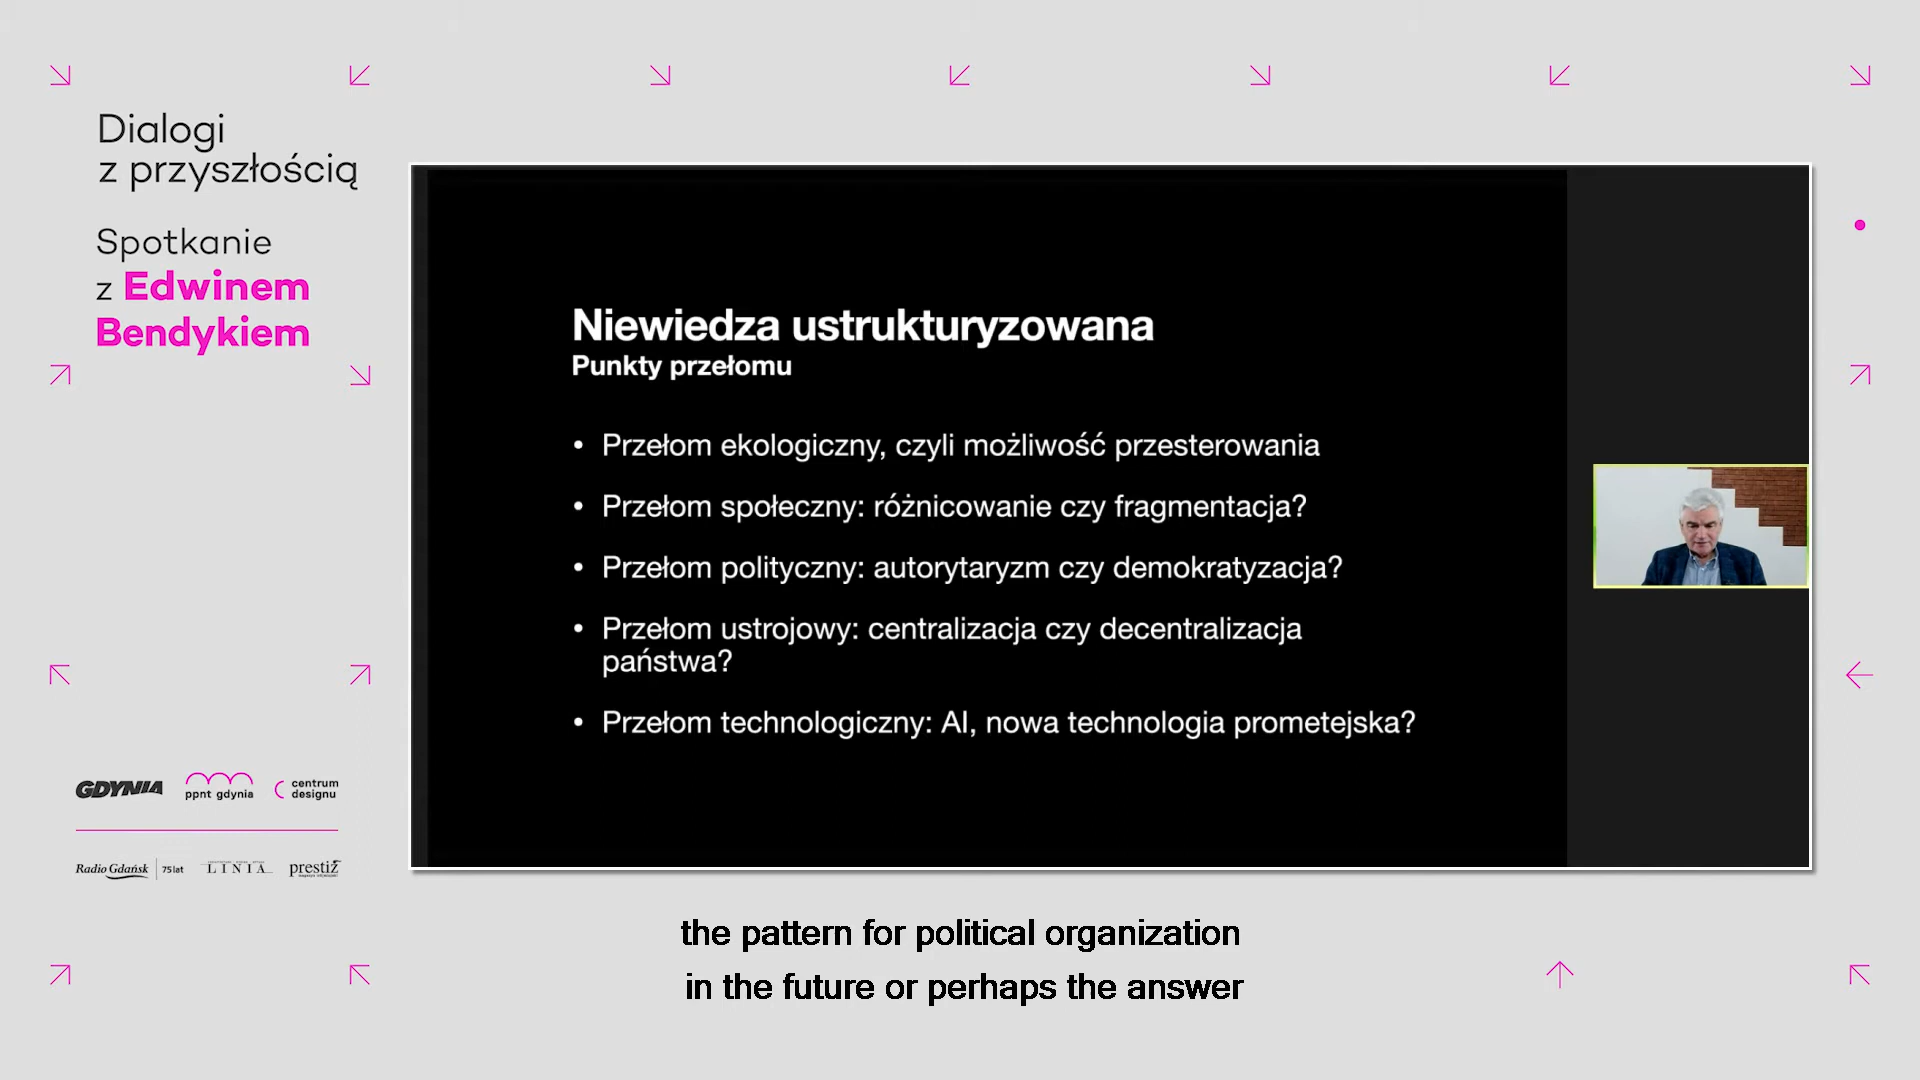 Dialogi
z przyszłością
Spotkanie
z Edwinem
Bendykiem
Niewiedza ustrukturyzowana
Punkty przełomu
• Przełom ekologiczny, czyli możliwość przesterowania
• Przełom społeczny: różnicowanie czy fragmentacja?
• Przełom polityczny: autorytaryzm czy demokratyzacja?
• Przełom ustrojowy: centralizacja czy decentralizacja
państwa?
• Przełom technologiczny: AI, nowa technologia prometejska?
GDYNIA
ppnt gdynia
centrum
designu
Radio Gdańsk
75 lat
LINIA
prestiż
the pattern for political organization
in the future or perhaps the answer